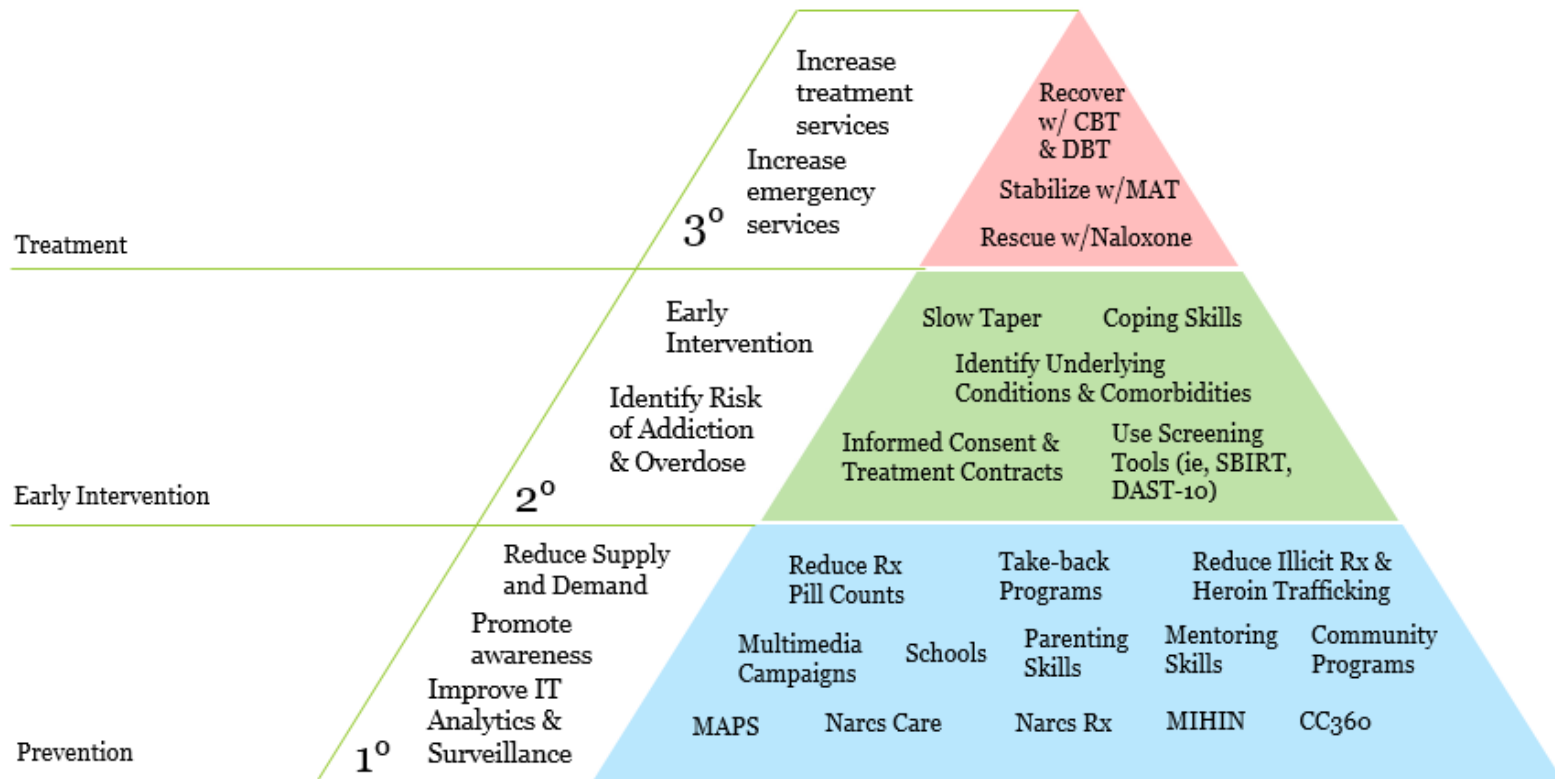 Increase
treatment
services
Increase
emergency
services
3º
Treatment
Recover
w/ CBT
& DBT
Stabilize w/MAT
Rescue w/Naloxone
Early
Intervention
Identify Risk
of Addiction
& Overdose
2º
Early Intervention
Slow Taper
Coping Skills
Identify Underlying
Conditions & Comorbidities
Informed Consent &
Treatment Contracts
Use Screening
Tools (ie, SBIRT,
DAST-10)
Reduce Supply
and Demand
Promote
awareness
Improve IT
Analytics &
Surveillance
1º
Prevention
Reduce Rx
Pill Counts
Take-back
Programs
Reduce Illicit Rx &
Heroin Trafficking
Multimedia
Campaigns
Schools
Parenting
Skills
Mentoring
Skills
Community
Programs
MAPS
Narcs Care
Narcs Rx
MIHIN
CC360